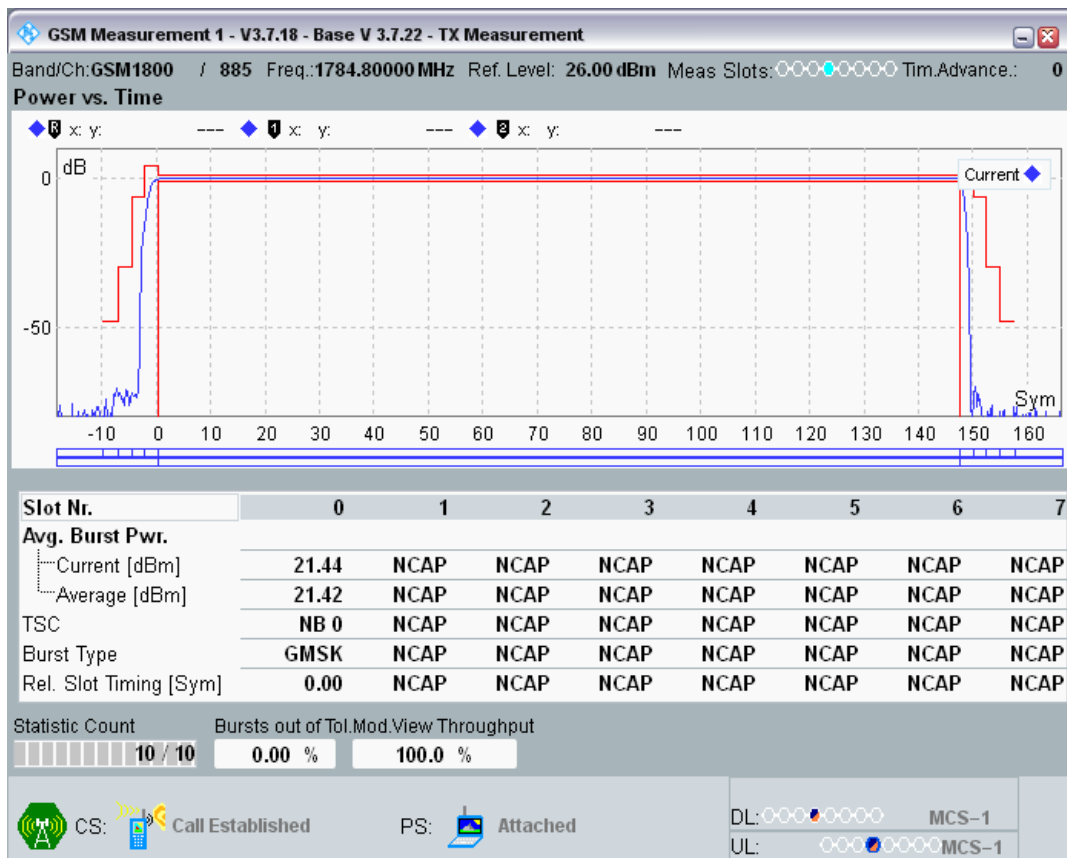 GSM Measurement 1 - V3.7.18 - Base V 3.7.22 - TX Measurement
Band/Ch:GSM1800 / 885 Freq.:1784.80000 MHz Ref. Level: 26.00 dBm Meas Slots: Tim.Advance.: 0
Power vs. Time
R x: y: --- 1 x: y: --- 2 x: y: ---
dB
Current
0
-50
Sym
-10 0 10 20 30 40 50 60 70 80 90 100 110 120 130 140 150 160
Slot Nr. 0 1 2 3 4 5 6 7
Avg. Burst Pwr.
Current [dBm] 21.44 NCAP NCAP NCAP NCAP NCAP NCAP NCAP
Average [dBm] 21.42 NCAP NCAP NCAP NCAP NCAP NCAP NCAP
TSC NB 0 NCAP NCAP NCAP NCAP NCAP NCAP NCAP
Burst Type GMSK NCAP NCAP NCAP NCAP NCAP NCAP NCAP
Rel. Slot Timing [Sym] 0.00 NCAP NCAP NCAP NCAP NCAP NCAP NCAP
Statistic Count Bursts out of Tol. Mod.View Throughput
10 / 10 0.00 % 100.0 %
CS: Call Established PS: Attached
DL: MCS-1
UL: MCS-1